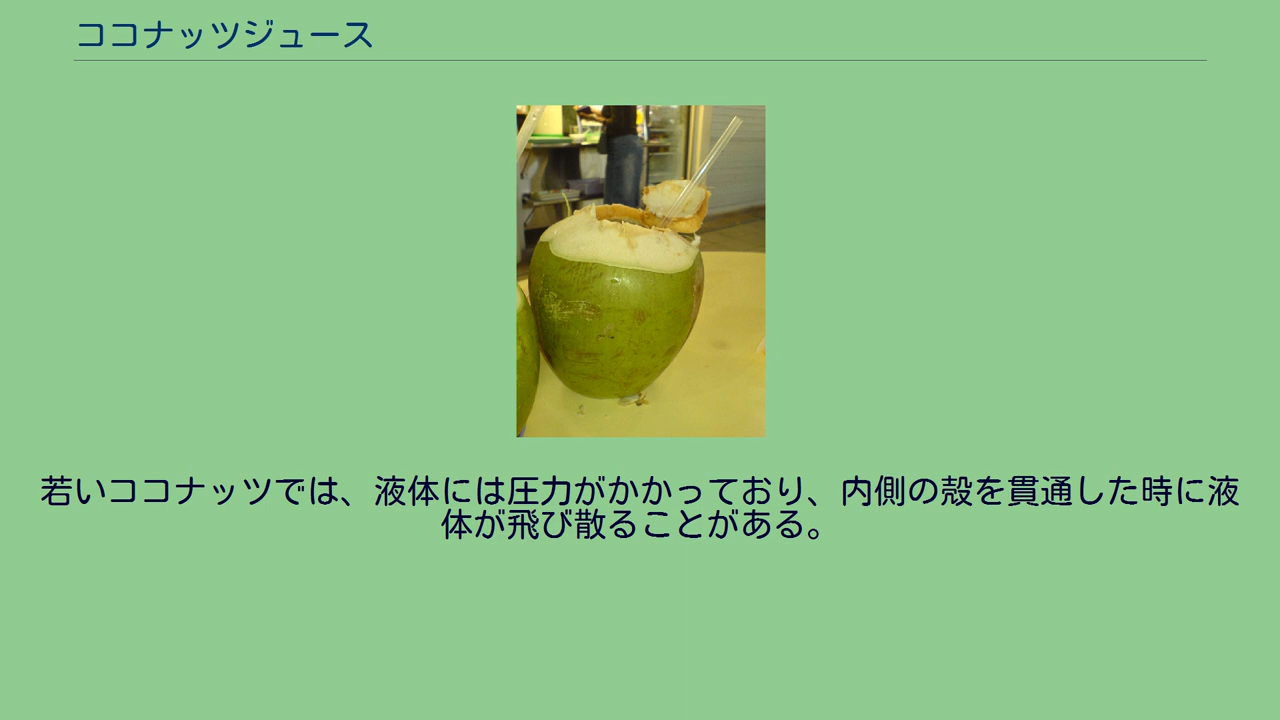 ココナッツジュース
若いココナッツでは、液体には圧力がかかっており、内側の殻を貫通した時に液
体が飛び散ることがある。